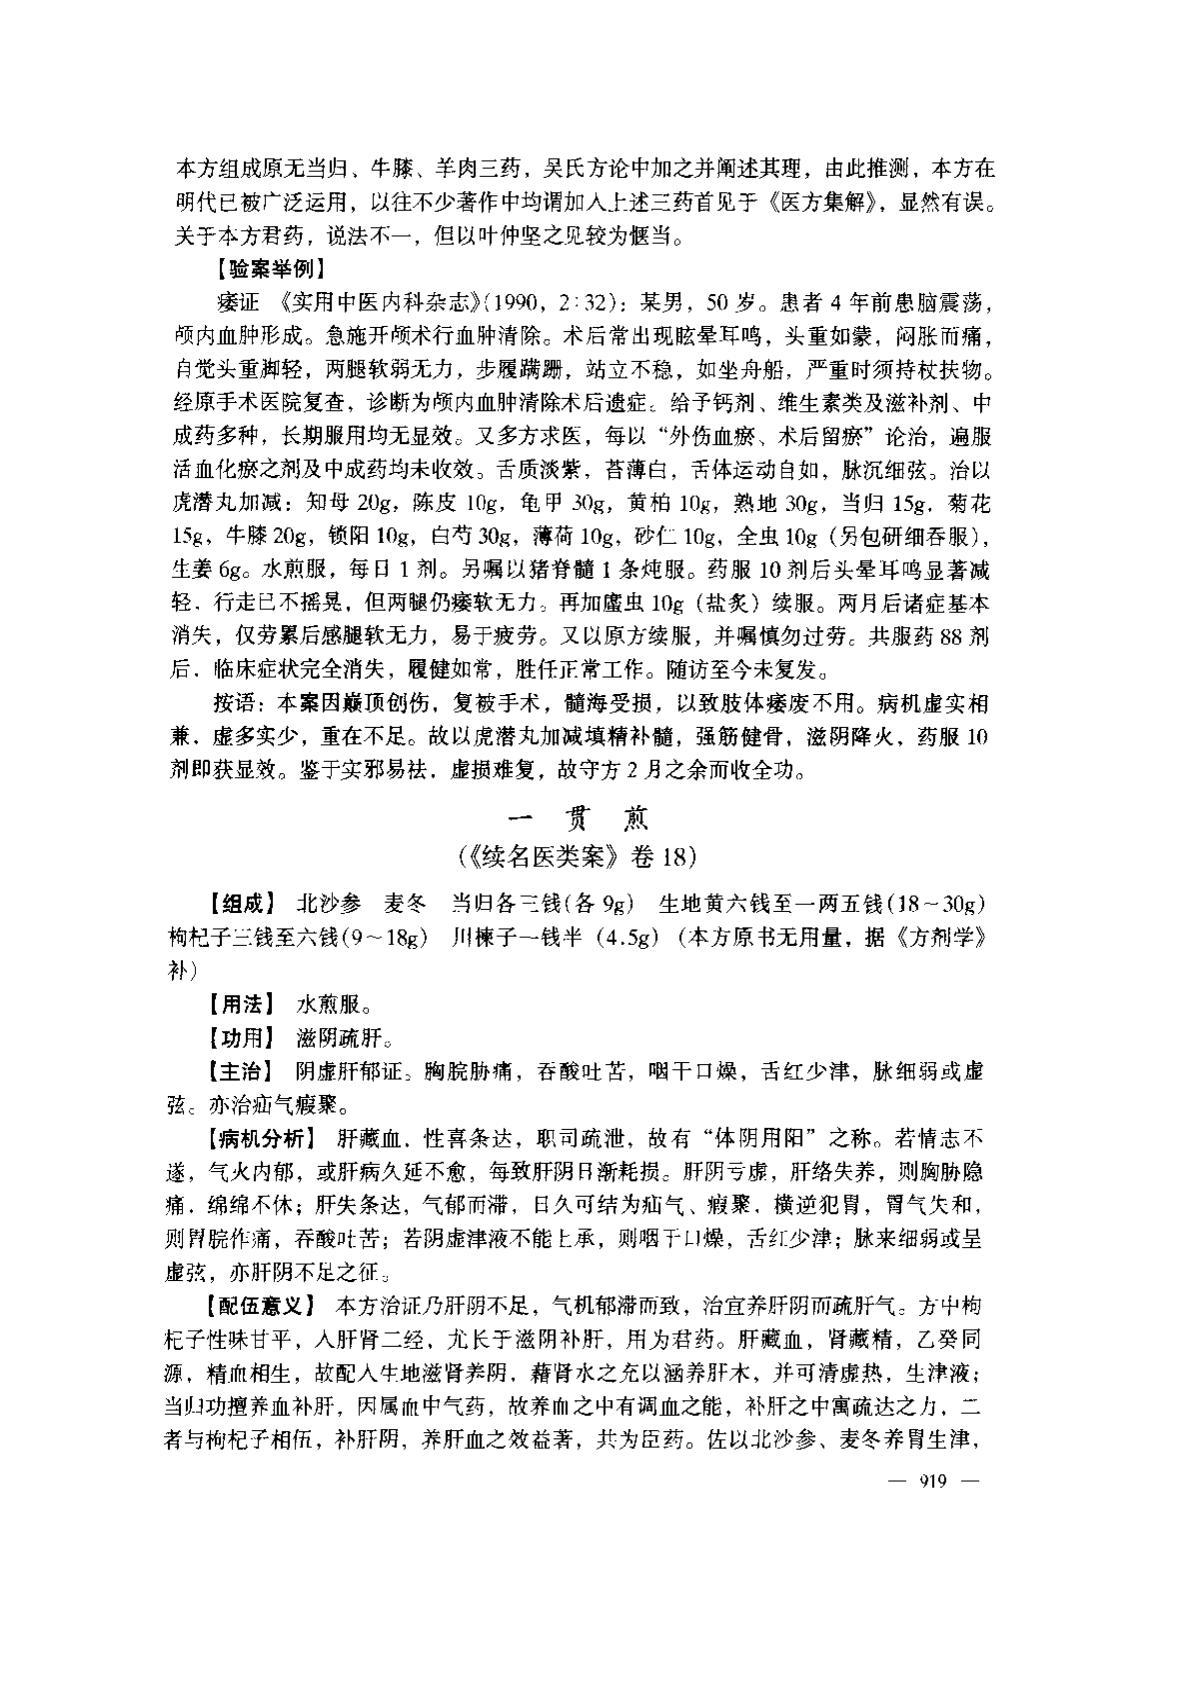 本方组成原无当归、牛膝、羊肉三药，吴氏方论中加之并阐述其理，由此推测，本方在
明代已被广泛运用，以往不少著作中均谓加入上述三药首见于《医方集解》，显然有误。
关于本方君药，说法不一，但以叶仲坚之见较为惬当。
【验案举例】
痿证 《实用中医内科杂志》(1990，2∶32)：某男，50 岁。患者 4 年前患脑震荡，
颅内血肿形成。急施开颅术行血肿清除。术后常出现眩晕耳鸣，头重如蒙，闷胀而痛，
自觉头重脚轻，两腿软弱无力，步履蹒跚，站立不稳，如坐舟船，严重时须持杖扶物。
经原手术医院复查，诊断为颅内血肿清除术后遗症。给予钙剂、维生素类及滋补剂、中
成药多种，长期服用均无显效。又多方求医，每以“外伤血瘀、术后留瘀”论治，遍服
活血化瘀之剂及中成药均未收效。舌质淡紫，苔薄白，舌体运动自如，脉沉细弦。治以
虎潜丸加减：知母 20g，陈皮 10g，龟甲 30g，黄柏 10g，熟地 30g，当归 15g，菊花
15g，牛膝 20g，锁阳 10g，白芍 30g，薄荷 10g，砂仁 10g，全虫 10g（另包研细吞服），
生姜 6g。水煎服，每日 1 剂。另嘱以猪脊髓 1 条炖服。药服 10 剂后头晕耳鸣显著减
轻，行走已不摇晃，但两腿仍痿软无力。再加䗪虫 10g（盐炙）续服。两月后诸症基本
消失，仅劳累后感腿软无力，易于疲劳。又以原方续服，并嘱慎勿过劳。共服药 88 剂
后，临床症状完全消失，履健如常，胜任正常工作。随访至今未复发。
按语：本案因巅顶创伤，复被手术，髓海受损，以致肢体痿废不用。病机虚实相
兼，虚多实少，重在不足。故以虎潜丸加减填精补髓，强筋健骨，滋阴降火，药服 10
剂即获显效。鉴于实邪易祛，虚损难复，故守方 2 月之余而收全功。
一 贯 煎
(《续名医类案》卷 18)
【组成】 北沙参 麦冬 当归各三钱(各 9g) 生地黄六钱至一两五钱(18～30g)
枸杞子三钱至六钱(9～18g) 川楝子一钱半（4.5g）(本方原书无用量，据《方剂学》
补)
【用法】 水煎服。
【功用】 滋阴疏肝。
【主治】 阴虚肝郁证。胸脘胁痛，吞酸吐苦，咽干口燥，舌红少津，脉细弱或虚
弦。亦治疝气瘕聚。
【病机分析】 肝藏血，性喜条达，职司疏泄，故有“体阴用阳”之称。若情志不
遂，气火内郁，或肝病久延不愈，每致肝阴日渐耗损。肝阴亏虚，肝络失养，则胸胁隐
痛，绵绵不休；肝失条达，气郁而滞，日久可结为疝气、瘕聚，横逆犯胃，胃气失和，
则胃脘作痛，吞酸吐苦；若阴虚津液不能上承，则咽干口燥，舌红少津；脉来细弱或呈
虚弦，亦肝阴不足之征。
【配伍意义】 本方治证乃肝阴不足，气机郁滞而致，治宜养肝阴而疏肝气。方中枸
杞子性味甘平，入肝肾二经，尤长于滋阴补肝，用为君药。肝藏血，肾藏精，乙癸同
源，精血相生，故配入生地滋肾养阴，藉肾水之充以涵养肝木，并可清虚热，生津液；
当归功擅养血补肝，因属血中气药，故养血之中有调血之能，补肝之中寓疏达之力，二
者与枸杞子相伍，补肝阴，养肝血之效益著，共为臣药。佐以北沙参、麦冬养胃生津，
— 919 —